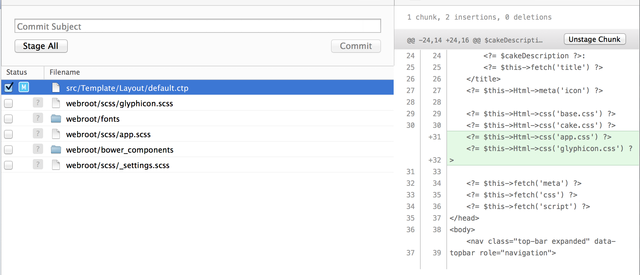 Commit Subject
Stage All
Commit
Status
Filename
M
src/Template/Layout/default.ctp
?
webroot/scss/glyphicon.scss
?
webroot/fonts
?
webroot/scss/app.scss
?
webroot/bower_components
?
webroot/scss/_settings.scss
1 chunk, 2 insertions, 0 deletions
@@ -24,14 +24,16 @@ $cakeDescripti…
Unstage Chunk
24 24 <?= $cakeDescription ?>:
25 25 <?= $this->fetch('title') ?>
26 26 </title>
27 27 <?= $this->Html->meta('icon') ?>
28 28
29 29 <?= $this->Html->css('base.css') ?>
30 30 <?= $this->Html->css('cake.css') ?>
+31 <?= $this->Html->css('app.css') ?>
<?= $this->Html->css('glyphicon.css') ?
+32 >
31 33
32 34 <?= $this->fetch('meta') ?>
33 35 <?= $this->fetch('css') ?>
34 36 <?= $this->fetch('script') ?>
35 37 </head>
36 38 <body>
<nav class="top-bar expanded" data-
37 39 topbar role="navigation">